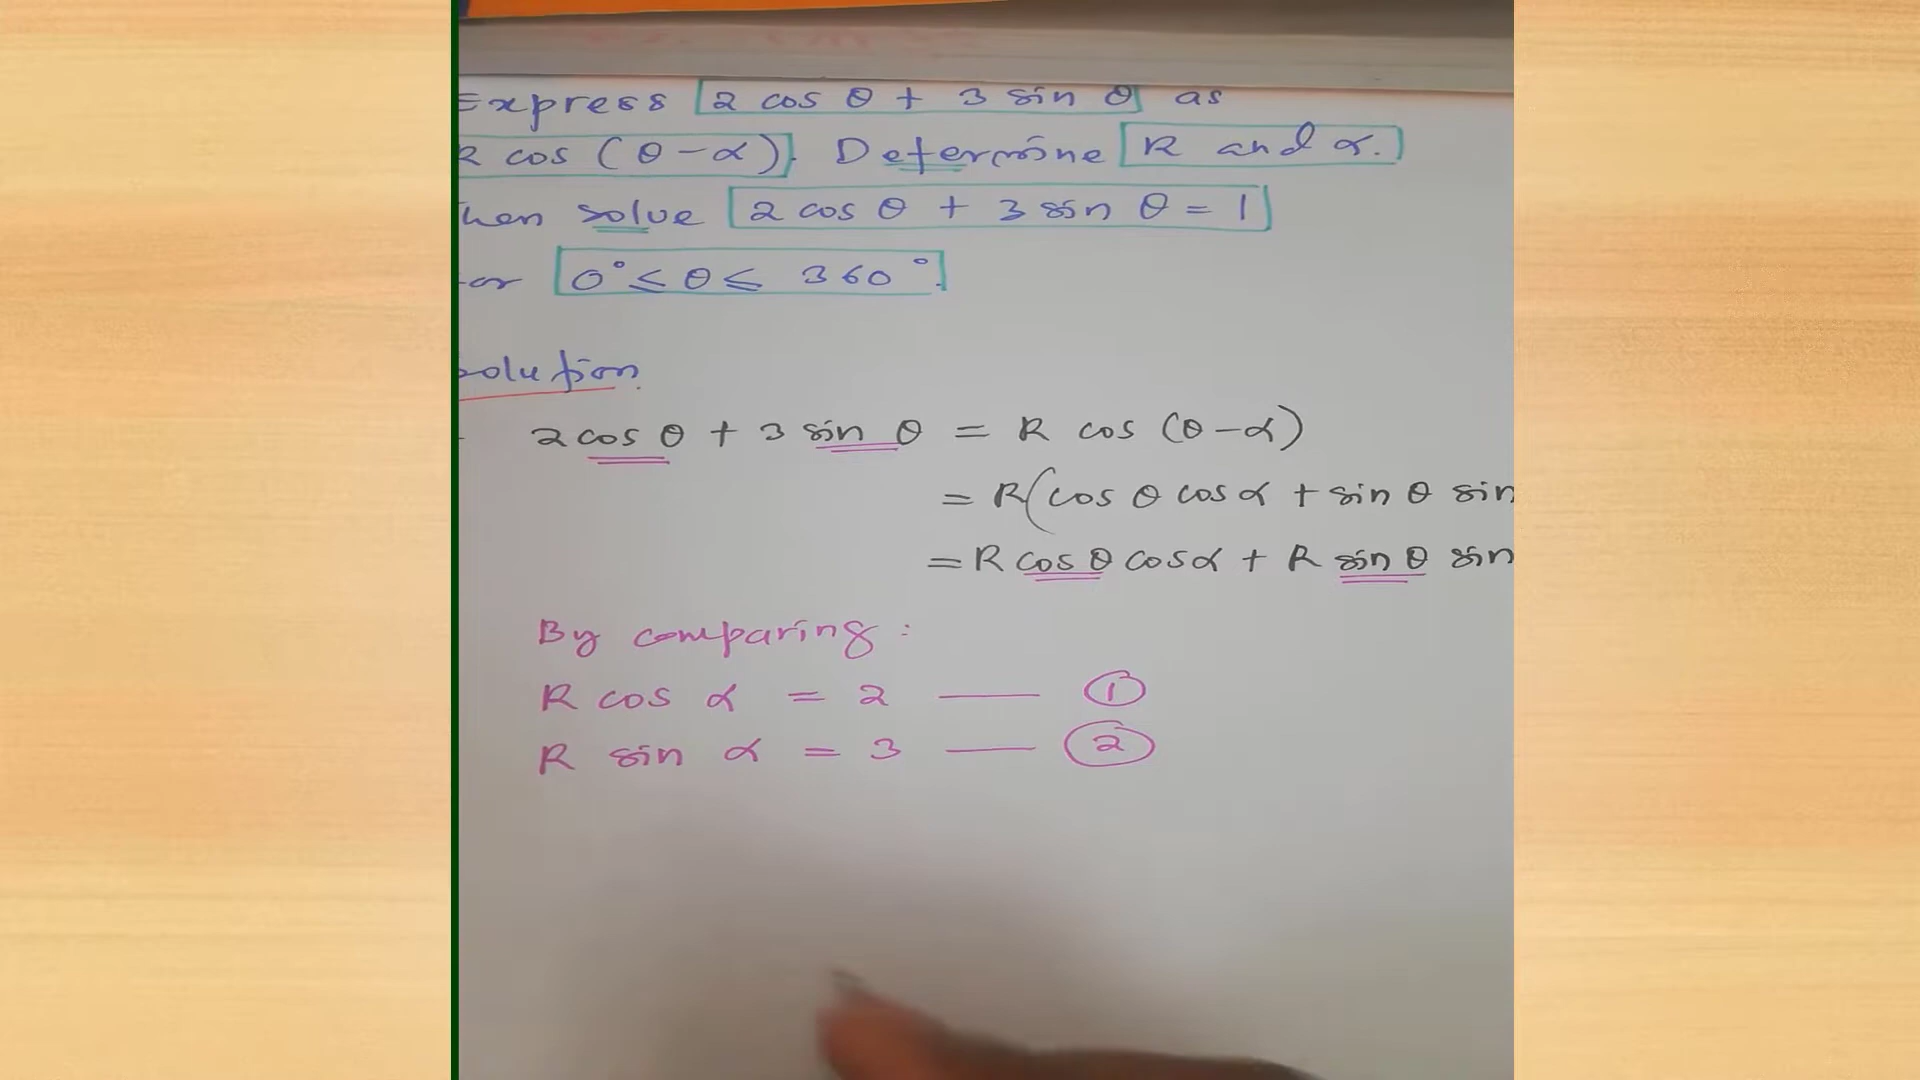 Express 2 cos θ + 3 sin θ as
R cos (θ - α). Determine R and α.
hen solve 2 cos θ + 3 sin θ = 1
or 0° ≤ θ ≤ 360°.
solution
2 cos θ + 3 sin θ = R cos (θ - α)
= R(cos θ cos α + sin θ sin
= R cos θ cos α + R sin θ sin
By comparing :
R cos α = 2 —— ①
R sin α = 3 —— ②